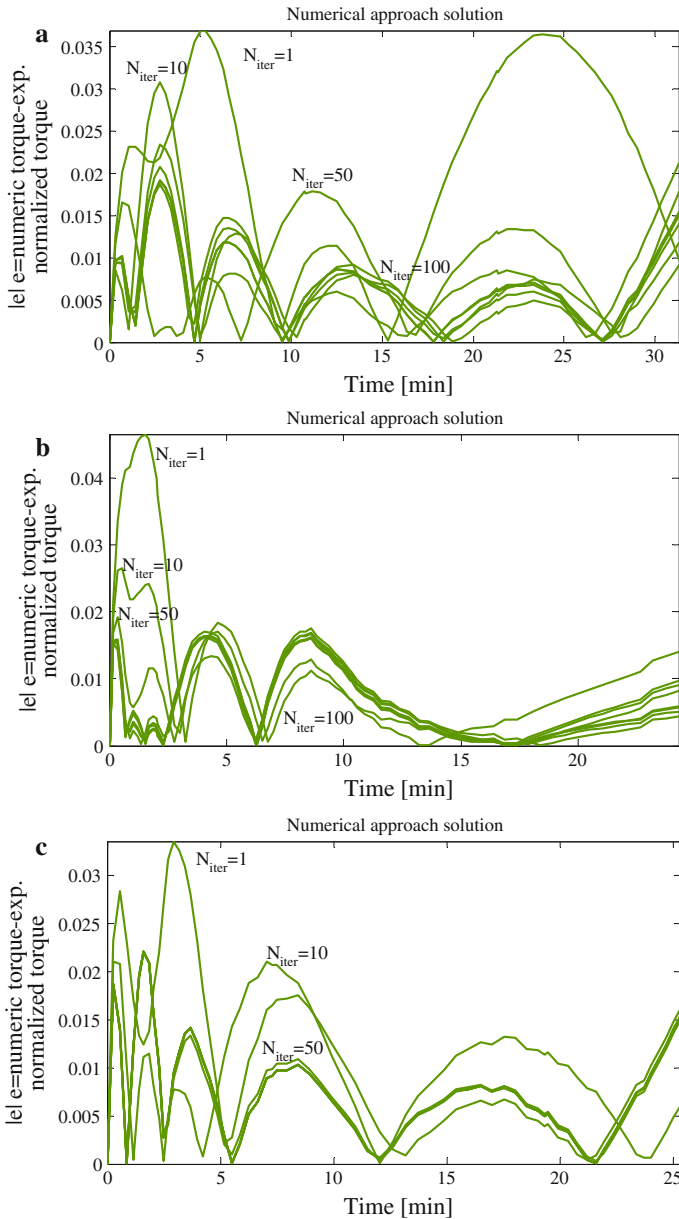 Numerical approach solution
a
N_iter=10
N_iter=1
N_iter=50
N_iter=100
0.035
0.03
0.025
0.02
0.015
0.01
0.005
0
|e| e=numeric torque-exp.
normalized torque
0 5 10 15 20 25 30
Time [min]
Numerical approach solution
b
N_iter=1
N_iter=10
N_iter=50
N_iter=100
0.04
0.03
0.02
0.01
0
|e| e=numeric torque-exp.
normalized torque
0 5 10 15 20
Time [min]
Numerical approach solution
c
N_iter=1
N_iter=10
N_iter=50
0.03
0.025
0.02
0.015
0.01
0.005
0
|e| e=numeric torque-exp.
normalized torque
0 5 10 15 20 25
Time [min]